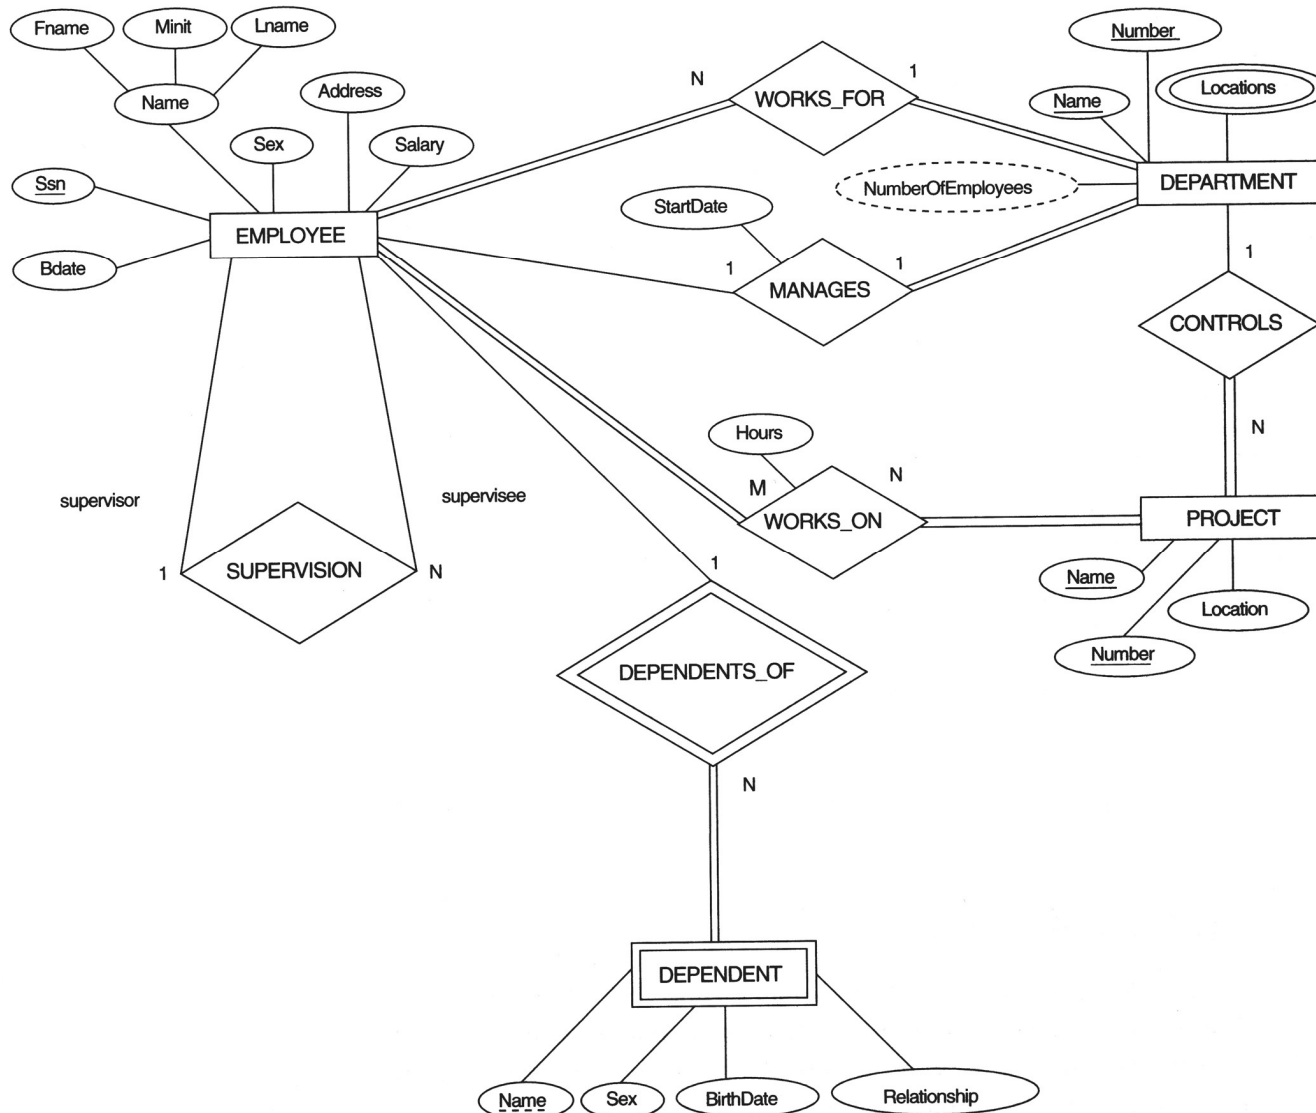 Fname
Minit
Lname
Number
Name
Address
N
WORKS_FOR
1
Name
Locations
Sex
Salary
Ssn
NumberOfEmployees
DEPARTMENT
StartDate
EMPLOYEE
Bdate
1
MANAGES
1
1
CONTROLS
Hours
N
supervisor
supervisee
M
N
WORKS_ON
PROJECT
1
SUPERVISION
N
1
Name
Location
Number
DEPENDENTS_OF
N
DEPENDENT
Name
Sex
BirthDate
Relationship